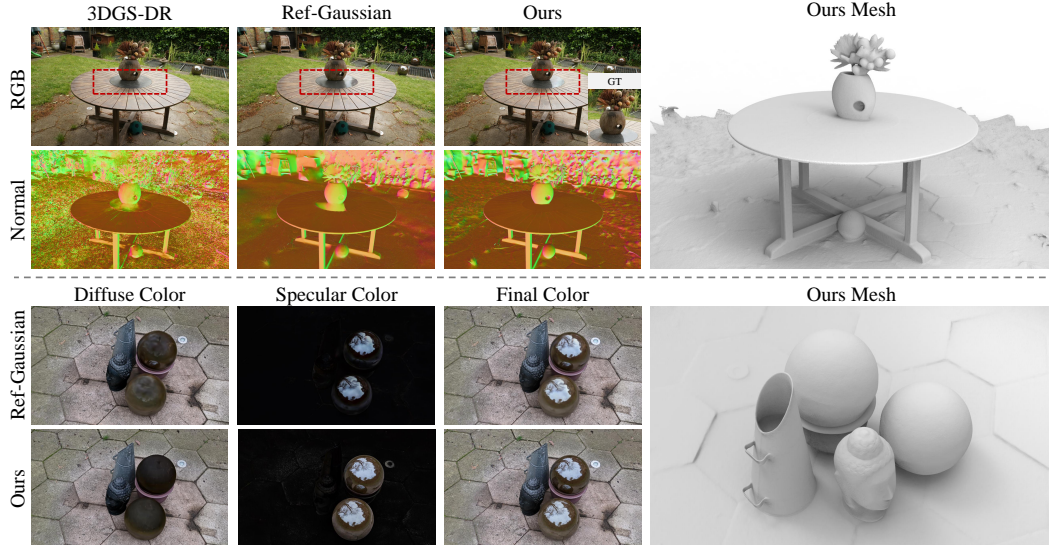 3DGS-DR Ref-Gaussian Ours Ours Mesh
RGB
GT
Normal
Diffuse Color Specular Color Final Color Ours Mesh
Ref-Gaussian
Ours